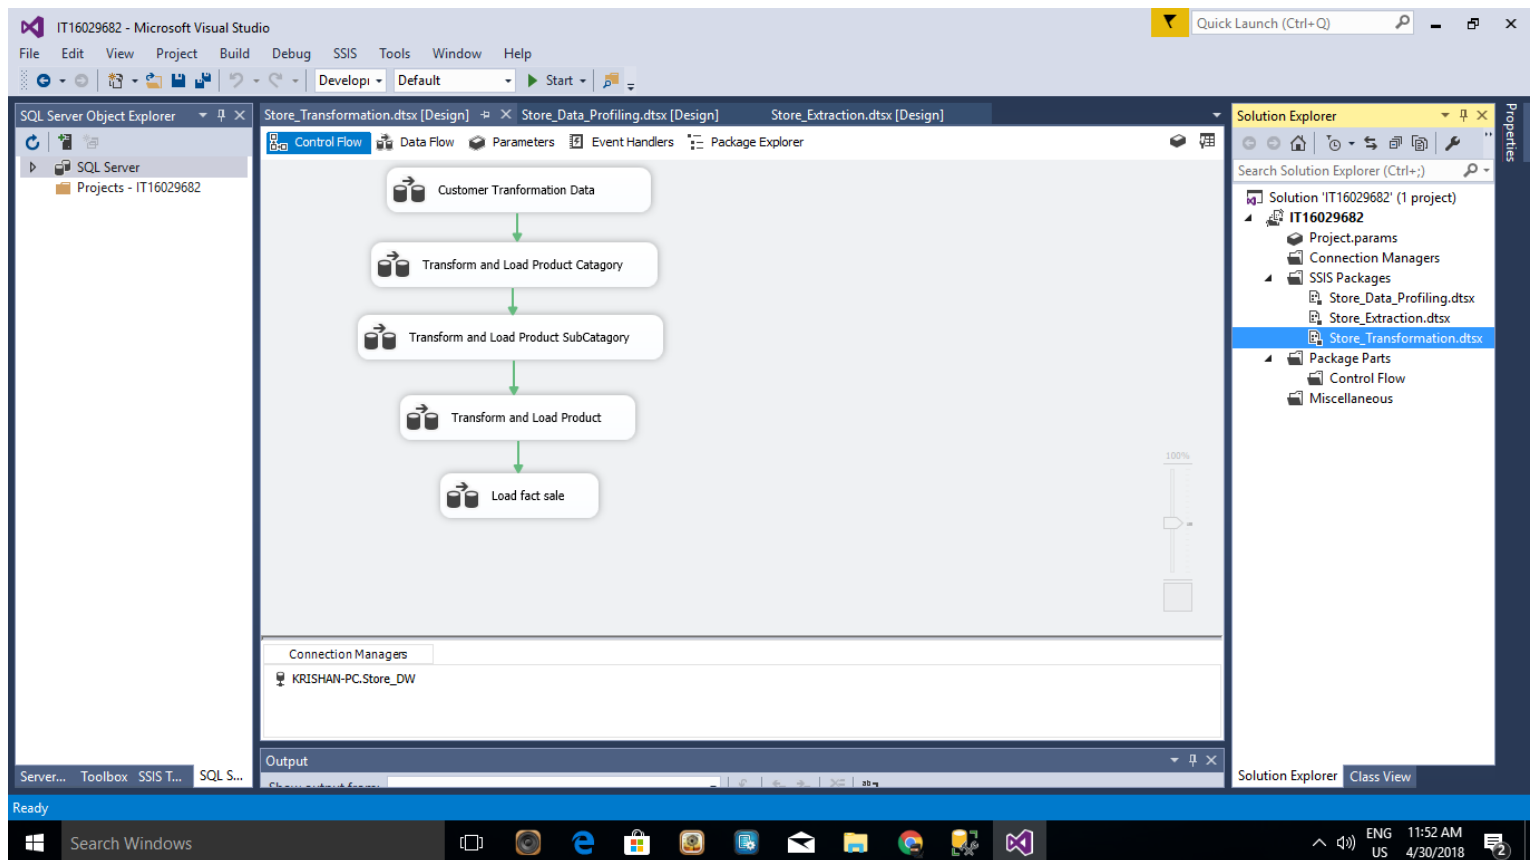 IT16029682 - Microsoft Visual Studio
Quick Launch (Ctrl+Q)
File Edit View Project Build Debug SSIS Tools Window Help
Default
Start
SQL Server Object Explorer
SQL Server
Projects - IT16029682
Store_Transformation.dtsx [Design]
Store_Data_Profiling.dtsx [Design]
Store_Extraction.dtsx [Design]
Control Flow
Data Flow
Parameters
Event Handlers
Package Explorer
Customer Tranformation Data
Transform and Load Product Catagory
Transform and Load Product SubCatagory
Transform and Load Product
Load fact sale
100%
Connection Managers
KRISHAN-PC.Store_DW
Output
Solution Explorer
Search Solution Explorer (Ctrl+;)
Solution 'IT16029682' (1 project)
IT16029682
Project.params
Connection Managers
SSIS Packages
Store_Data_Profiling.dtsx
Store_Extraction.dtsx
Store_Transformation.dtsx
Package Parts
Control Flow
Miscellaneous
Properties
Server... Toolbox SSIS T... SQL S...
Solution Explorer Class View
Ready
Search Windows
ENG
US
11:52 AM
4/30/2018
2